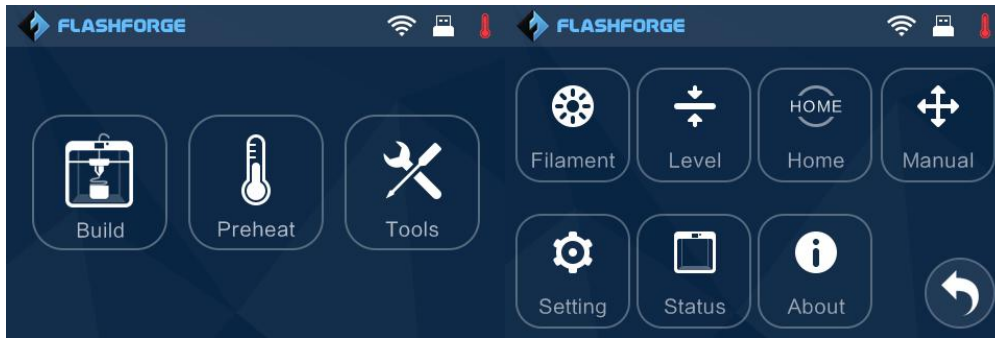 FLASHFORGE
Build Preheat Tools
FLASHFORGE
Filament Level HOME Home Manual
Setting Status About